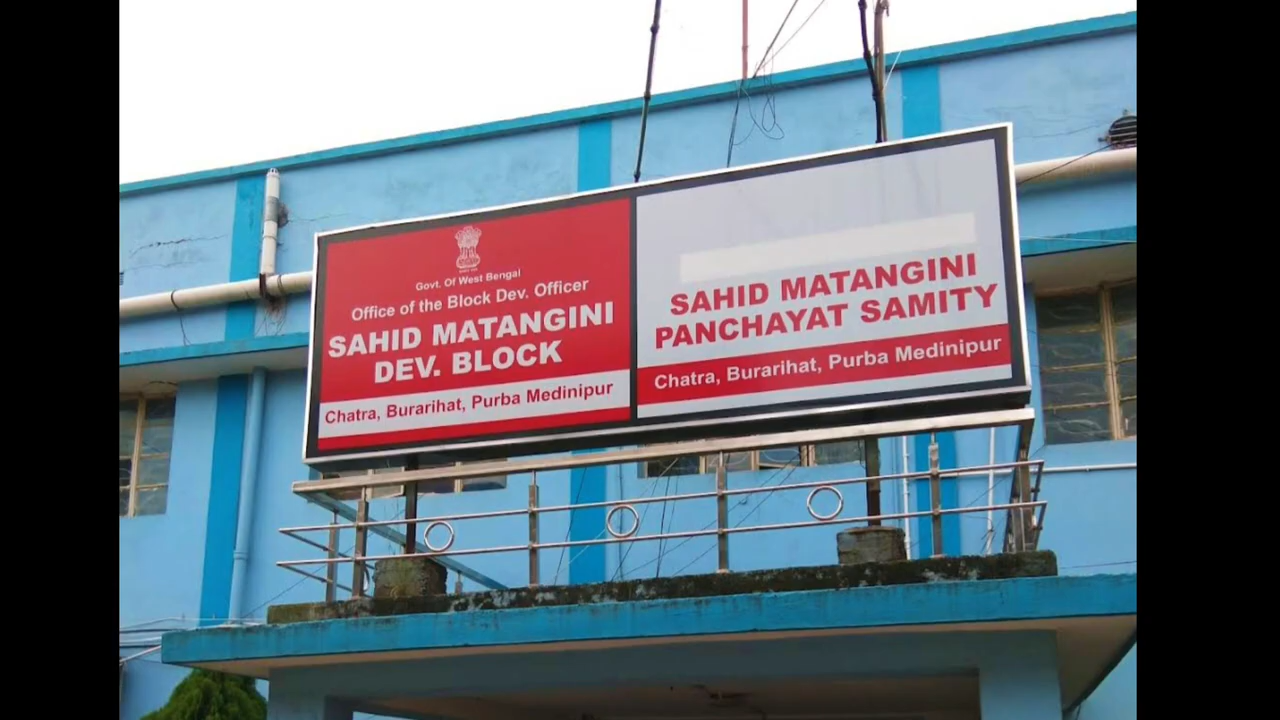 Govt. Of West Bengal
Office of the Block Dev. Officer
SAHID MATANGINI
DEV. BLOCK
Chatra, Burarihat, Purba Medinipur
SAHID MATANGINI
PANCHAYAT SAMITY
Chatra, Burarihat, Purba Medinipur